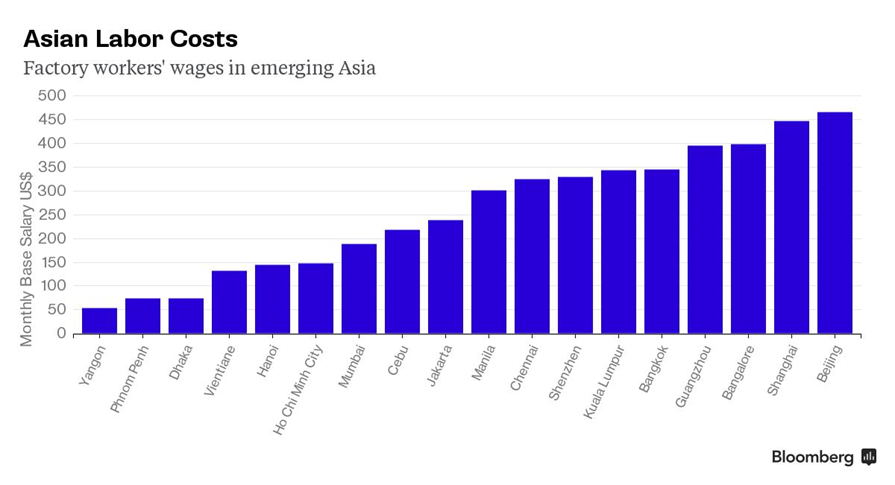 Asian Labor Costs
Factory workers' wages in emerging Asia
Monthly Base Salary US$
500
450
400
350
300
250
200
150
100
50
0
Yangon
Phnom Penh
Dhaka
Vientiane
Hanoi
Ho Chi Minh City
Mumbai
Cebu
Jakarta
Manila
Chennai
Shenzhen
Kuala Lumpur
Bangkok
Guangzhou
Bangalore
Shanghai
Beijing
Bloomberg